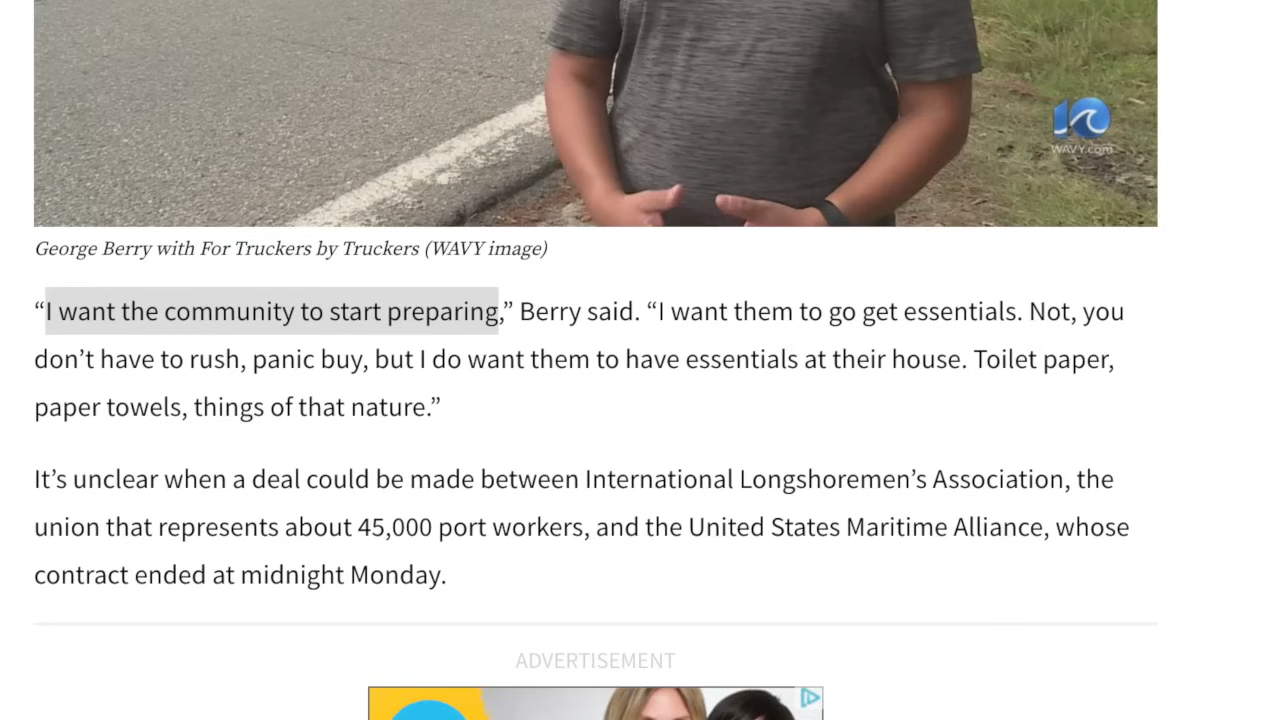 10
WAVY.com
George Berry with For Truckers by Truckers (WAVY image)
“I want the community to start preparing,” Berry said. “I want them to go get essentials. Not, you
don’t have to rush, panic buy, but I do want them to have essentials at their house. Toilet paper,
paper towels, things of that nature.”
It’s unclear when a deal could be made between International Longshoremen’s Association, the
union that represents about 45,000 port workers, and the United States Maritime Alliance, whose
contract ended at midnight Monday.
ADVERTISEMENT